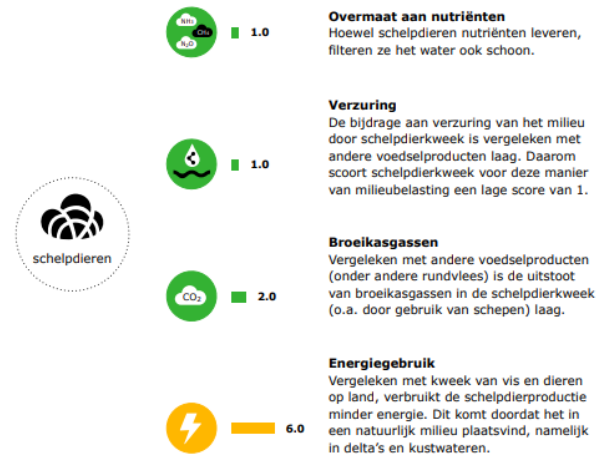 NH₃
CH₄
N₂O
1.0
Overmaat aan nutriënten
Hoewel schelpdieren nutriënten leveren,
filteren ze het water ook schoon.
1.0
Verzuring
De bijdrage aan verzuring van het milieu
door schelpdierkweek is vergeleken met
andere voedselproducten laag. Daarom
scoort schelpdierkweek voor deze manier
van milieubelasting een lage score van 1.
schelpdieren
CO₂
2.0
Broeikasgassen
Vergeleken met andere voedselproducten
(onder andere rundvlees) is de uitstoot
van broeikasgassen in de schelpdierkweek
(o.a. door gebruik van schepen) laag.
6.0
Energiegebruik
Vergeleken met kweek van vis en dieren
op land, verbruikt de schelpdierproductie
minder energie. Dit komt doordat het in
een natuurlijk milieu plaatsvind, namelijk
in delta's en kustwateren.